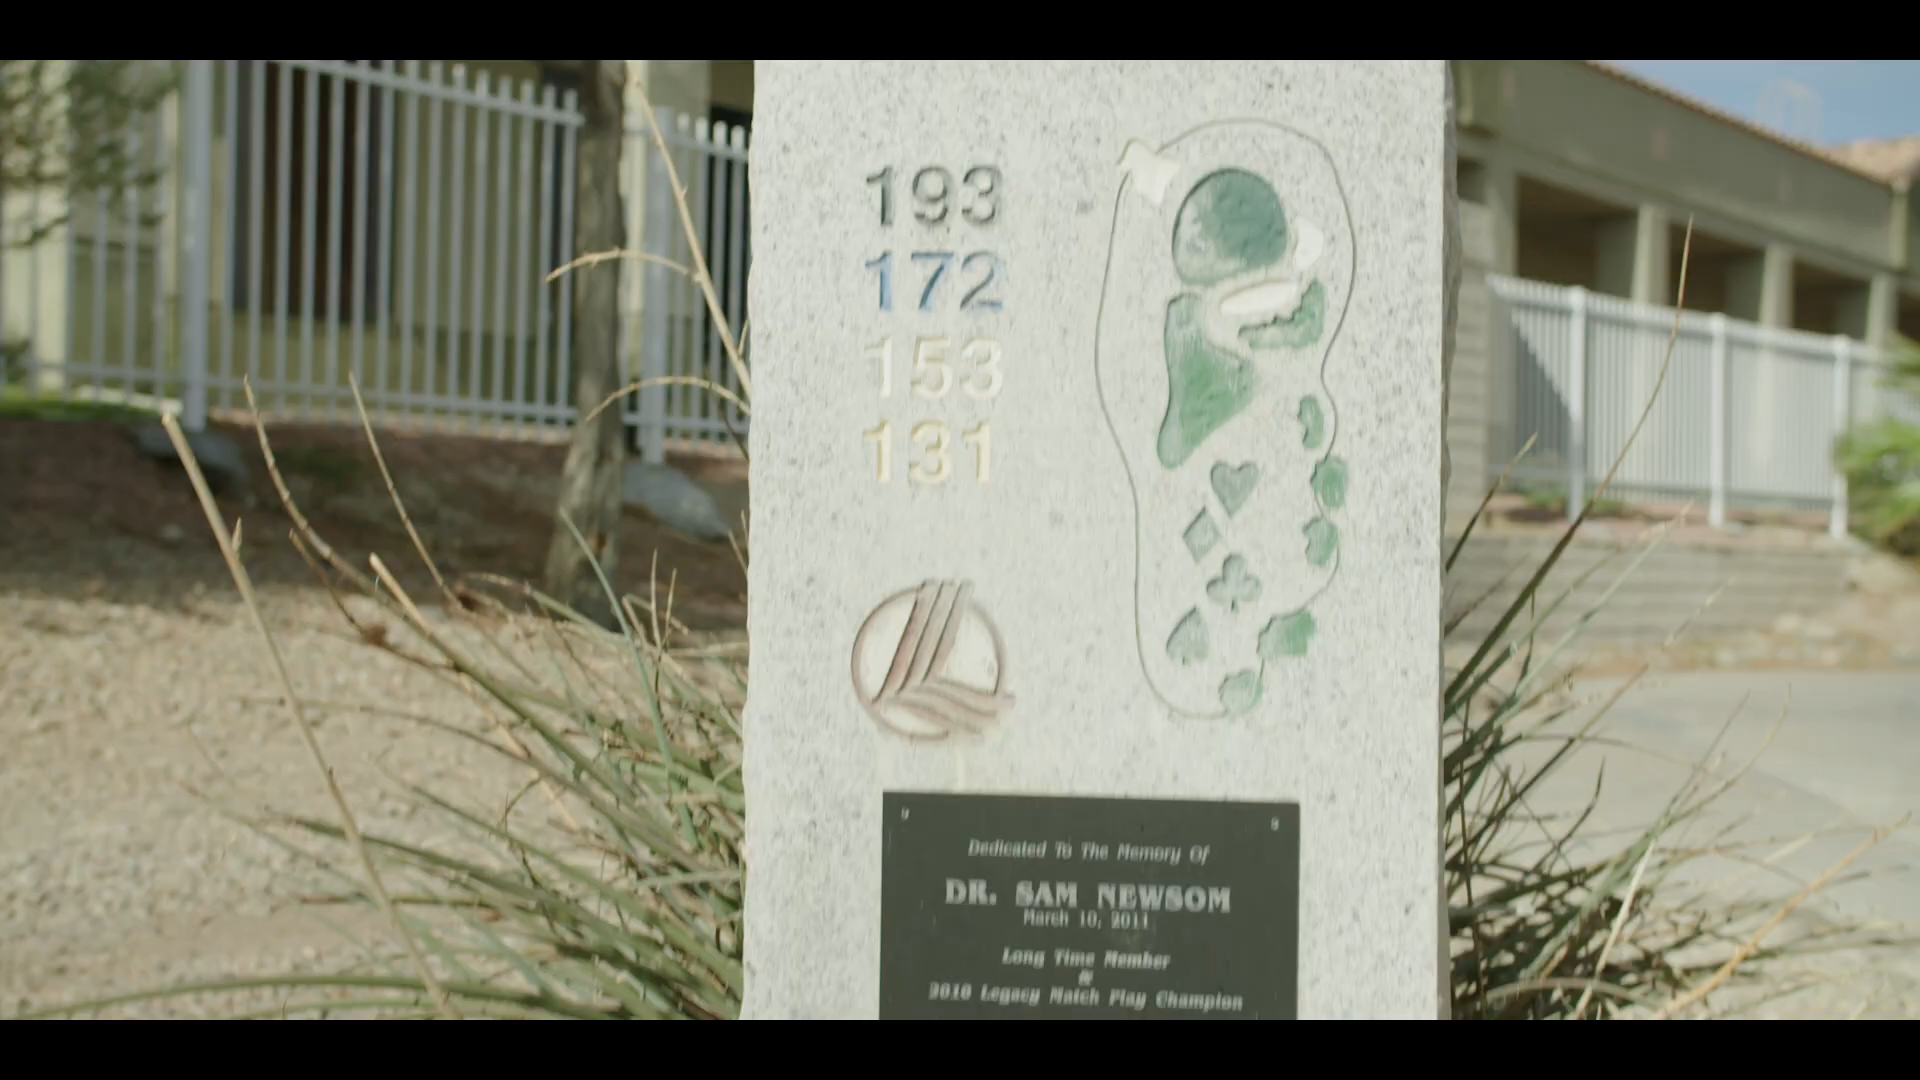 193
172
153
131
Dedicated To The Memory Of
DR. SAM NEWSOM
March 10, 2011
Long Time Member
&
2010 Legacy Match Play Champion